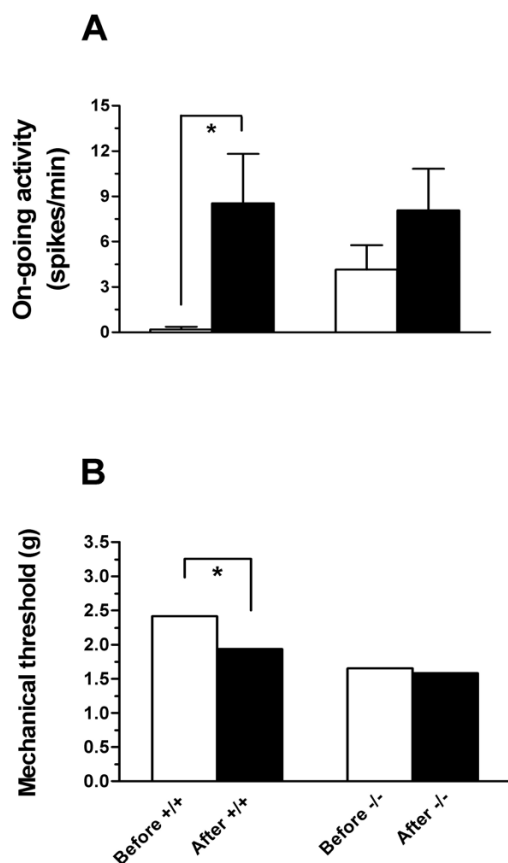 A
On-going activity
(spikes/min)
15
12
9
6
3
0
*
B
Mechanical threshold (g)
3.5
3.0
2.5
2.0
1.5
1.0
0.5
0.0
*
Before +/+
After +/+
Before -/-
After -/-